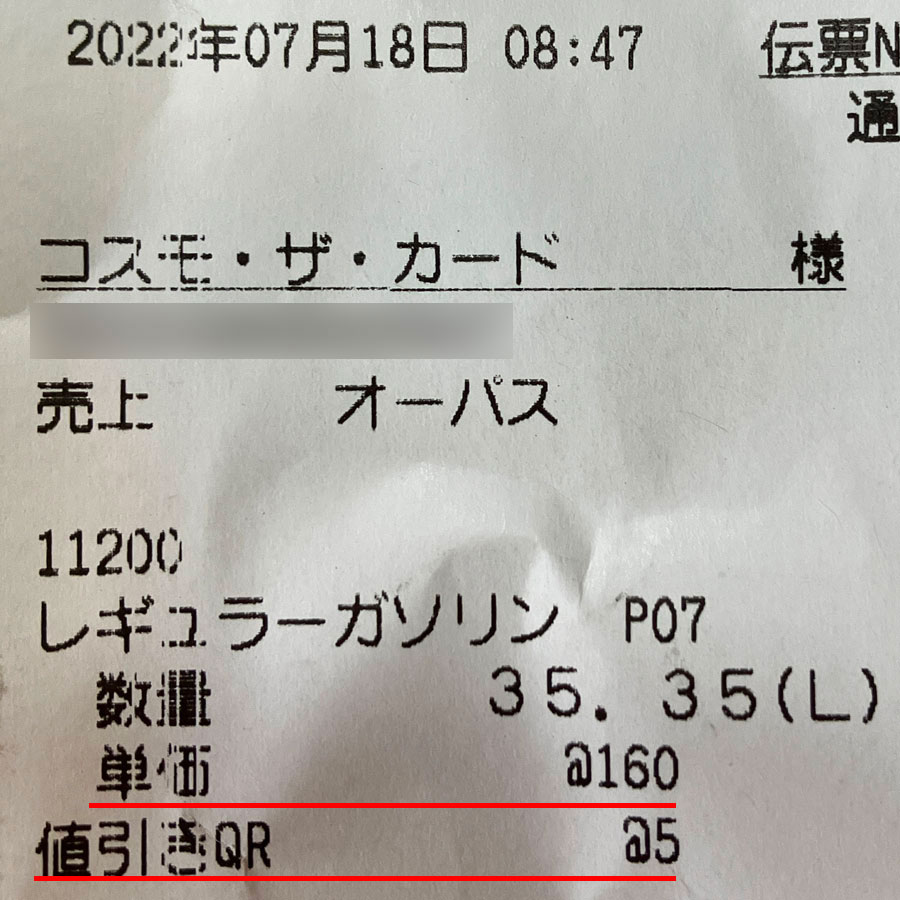 2022年07月18日 08:47 伝票N
通
コスモ・ザ・カード 様
売上 オーパス
11200
レギュラーガソリン P07
数量 35.35(L)
単価 @160
値引きQR @5